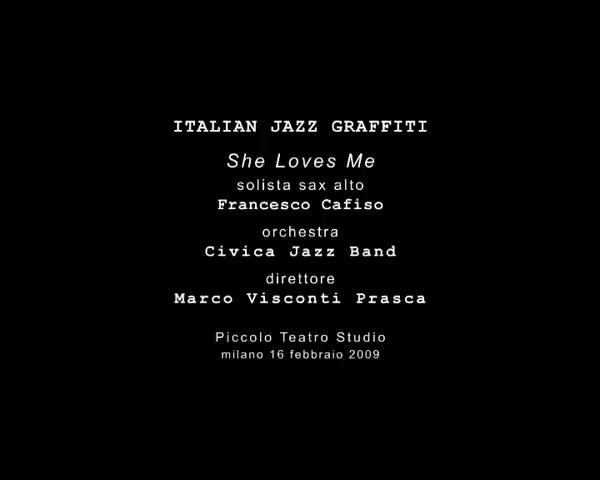 ITALIAN JAZZ GRAFFITI
She Loves Me
solista sax alto
Francesco Cafiso
orchestra
Civica Jazz Band
direttore
Marco Visconti Prasca
Piccolo Teatro Studio
milano 16 febbraio 2009